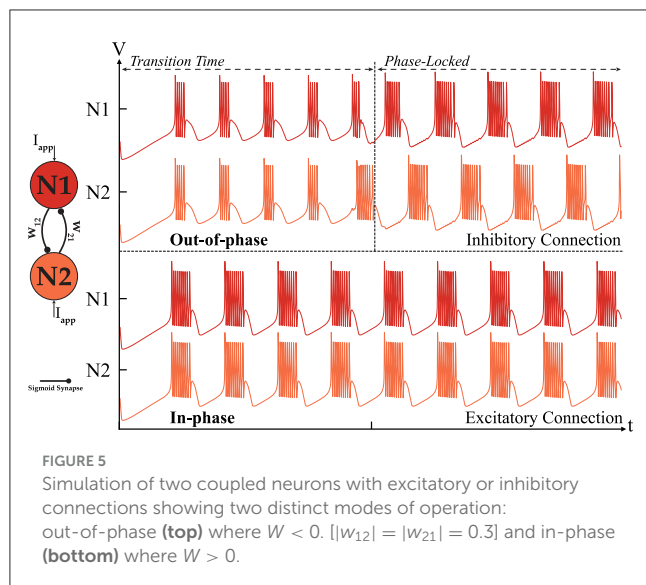 V
Transition Time
Phase-Locked
N1
I_app
N1
w_12
w_21
N2
I_app
N2
Out-of-phase
Inhibitory Connection
N1
N2
Sigmoid Synapse
In-phase
Excitatory Connection
t
FIGURE 5
Simulation of two coupled neurons with excitatory or inhibitory
connections showing two distinct modes of operation:
out-of-phase (top) where W < 0. [|w_12| = |w_21| = 0.3] and in-phase
(bottom) where W > 0.